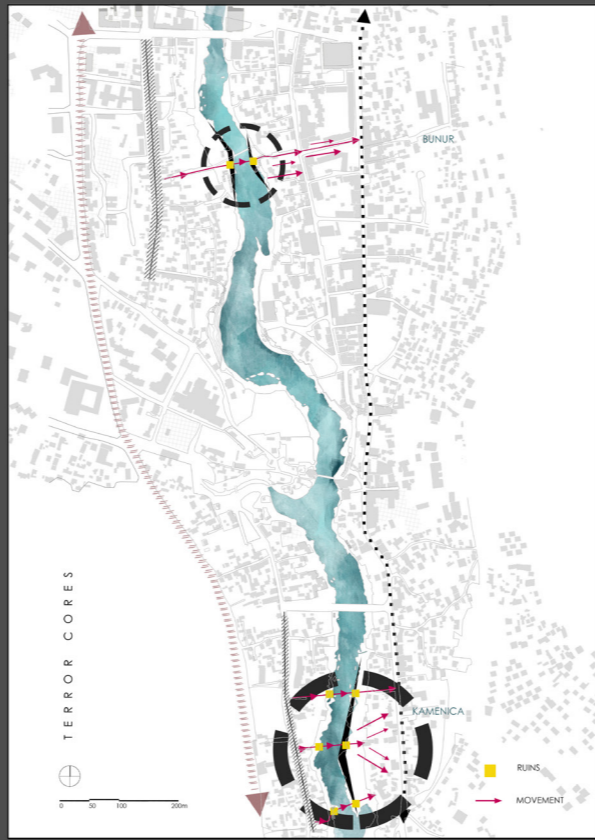 BUNUR
TERROR CORES
KAMENICA
RUINS
MOVEMENT
0 50 100 200m